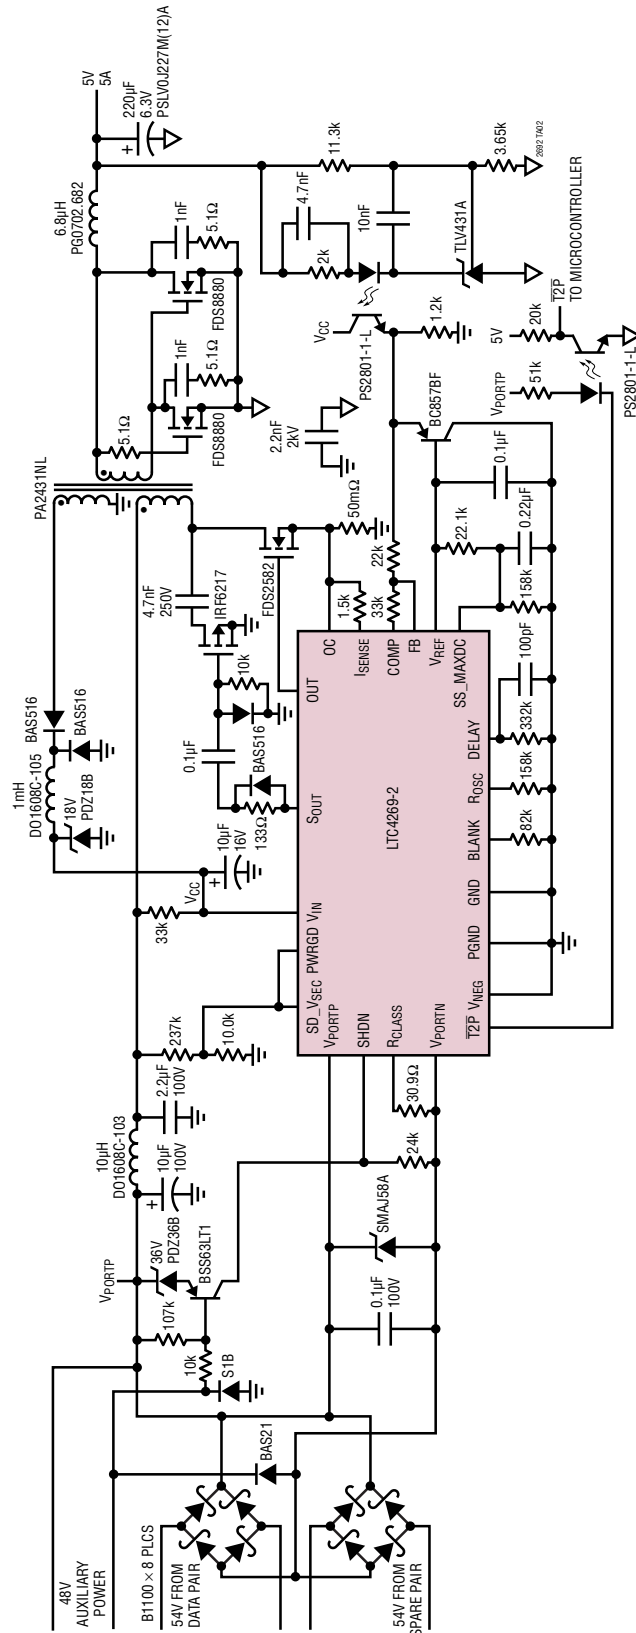 48V
AUXILIARY
POWER
B1100 × 8 PLCS
54V FROM
DATA PAIR
54V FROM
SPARE PAIR
BAS21
S1B
10k
107k
VPORTP
36V
PDZ36B
BSS63LT1
0.1µF
100V
SMAJ58A
24k
30.9Ω
10µH
DO1608C-103
10µF
100V
+
2.2µF
100V
237k
10.0k
33k
VCC
+
10µF
16V
18V
PDZ18B
1mH
DO1608C-105
BAS516
BAS516
133Ω
BAS516
0.1µF
10k
IRF6217
4.7nF
250V
FDS2582
50mΩ
PA2431NL
5.1Ω
FDS8880
1nF
5.1Ω
FDS8880
1nF
5.1Ω
6.8µH
PG0702.682
5V
5A
+
220µF
6.3V
PSLV0J227M(12)A
SD_VSEC
PWRGD
VIN
SOUT
OUT
OC
ISENSE
COMP
FB
VREF
SS_MAXDC
VPORTP
SHDN
RCLASS
VPORTN
LTC4269-2
T2P
VNEG
PGND
GND
BLANK
ROSC
DELAY
1.5k
33k
22k
22.1k
158k
0.22µF
0.1µF
BC857BF
82k
158k
332k
100pF
2.2nF
2kV
VCC
PS2801-1-L
1.2k
2k
4.7nF
10nF
11.3k
TLV431A
3.65k
2692 TA02
VPORTP
51k
5V
20k
T2P
TO MICROCONTROLLER
PS2801-1-L